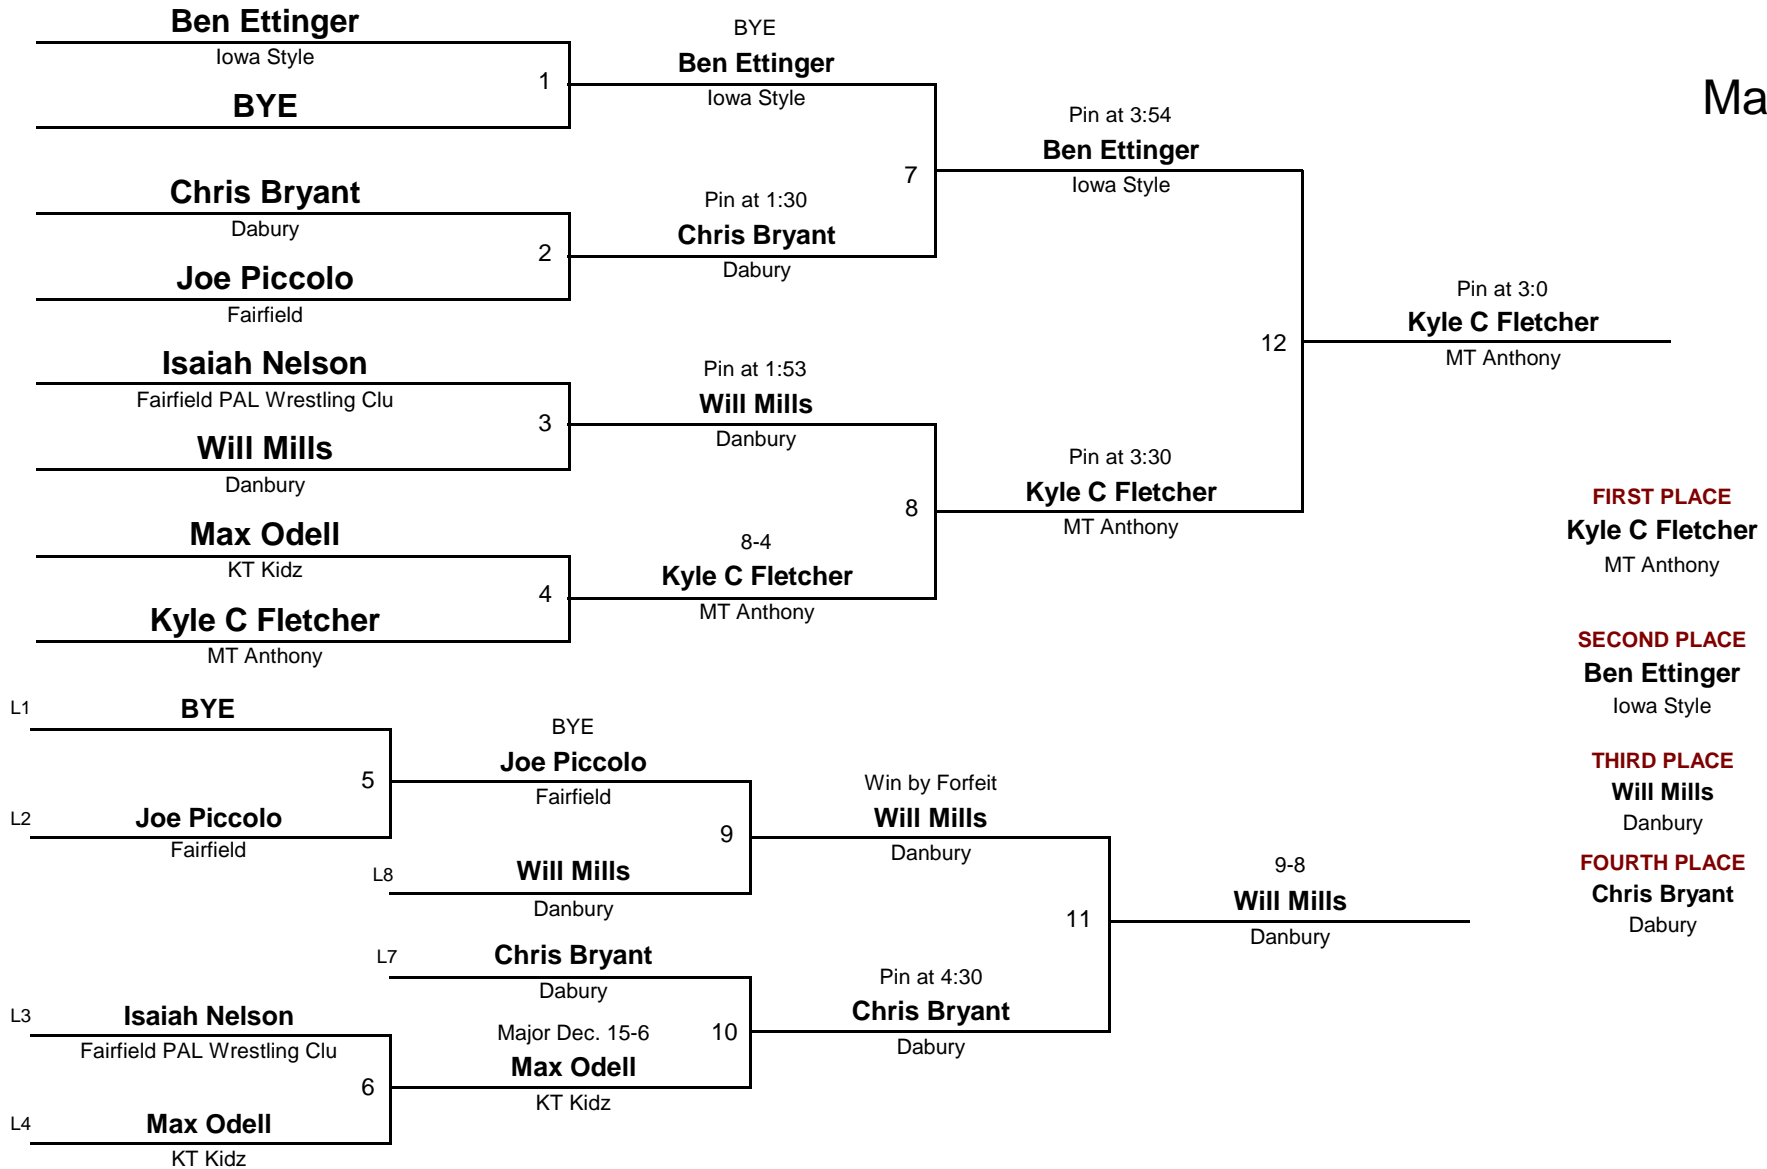 Ben Ettinger
Iowa Style
1
BYE
BYE
Ben Ettinger
Iowa Style
Ma
Chris Bryant
Dabury
2
Joe Piccolo
Fairfield
Pin at 1:30
Chris Bryant
Dabury
7
Pin at 3:54
Ben Ettinger
Iowa Style
Isaiah Nelson
Fairfield PAL Wrestling Clu
3
Will Mills
Danbury
Pin at 1:53
Will Mills
Danbury
Max Odell
KT Kidz
4
Kyle C Fletcher
MT Anthony
8-4
Kyle C Fletcher
MT Anthony
8
Pin at 3:30
Kyle C Fletcher
MT Anthony
12
Pin at 3:0
Kyle C Fletcher
MT Anthony
FIRST PLACE
Kyle C Fletcher
MT Anthony
SECOND PLACE
Ben Ettinger
Iowa Style
THIRD PLACE
Will Mills
Danbury
FOURTH PLACE
Chris Bryant
Dabury
L1
BYE
5
L2
Joe Piccolo
Fairfield
BYE
Joe Piccolo
Fairfield
9
L8
Will Mills
Danbury
Win by Forfeit
Will Mills
Danbury
L7
Chris Bryant
Dabury
L3
Isaiah Nelson
Fairfield PAL Wrestling Clu
6
L4
Max Odell
KT Kidz
Major Dec. 15-6
Max Odell
KT Kidz
10
Pin at 4:30
Chris Bryant
Dabury
11
9-8
Will Mills
Danbury